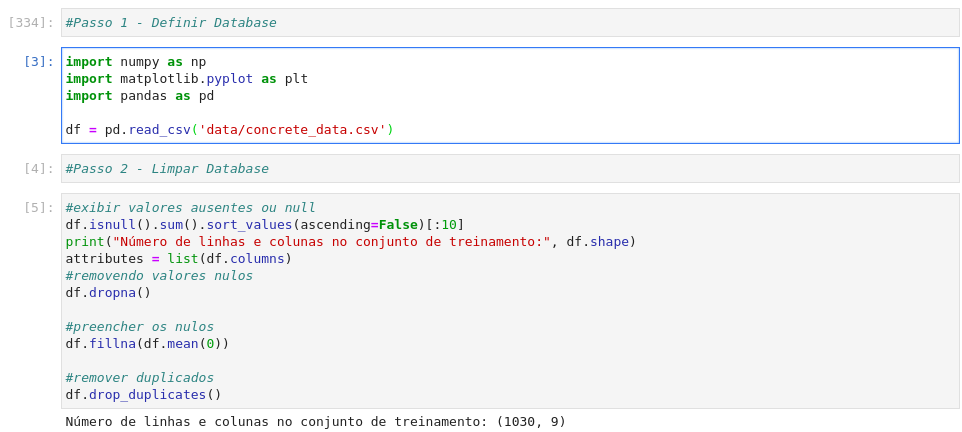 [334]: #Passo 1 - Definir Database
[3]: import numpy as np
import matplotlib.pyplot as plt
import pandas as pd
df = pd.read_csv('data/concrete_data.csv')
[4]: #Passo 2 - Limpar Database
[5]: #exibir valores ausentes ou null
df.isnull().sum().sort_values(ascending=False)[:10]
print("Número de linhas e colunas no conjunto de treinamento:", df.shape)
attributes = list(df.columns)
#removendo valores nulos
df.dropna()
#preencher os nulos
df.fillna(df.mean(0))
#remover duplicados
df.drop_duplicates()
Número de linhas e colunas no conjunto de treinamento: (1030, 9)